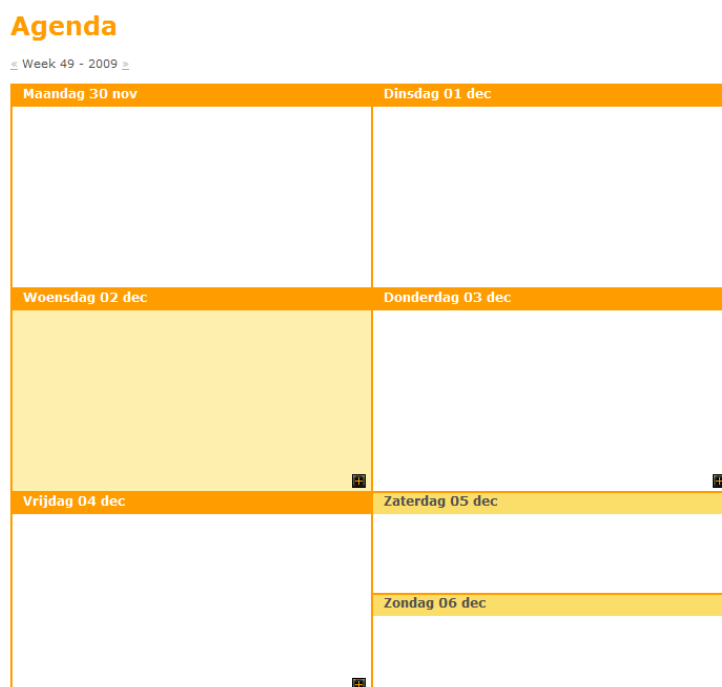 Agenda
« Week 49 - 2009 »
Maandag 30 nov
Dinsdag 01 dec
Woensdag 02 dec
Donderdag 03 dec
Vrijdag 04 dec
Zaterdag 05 dec
Zondag 06 dec